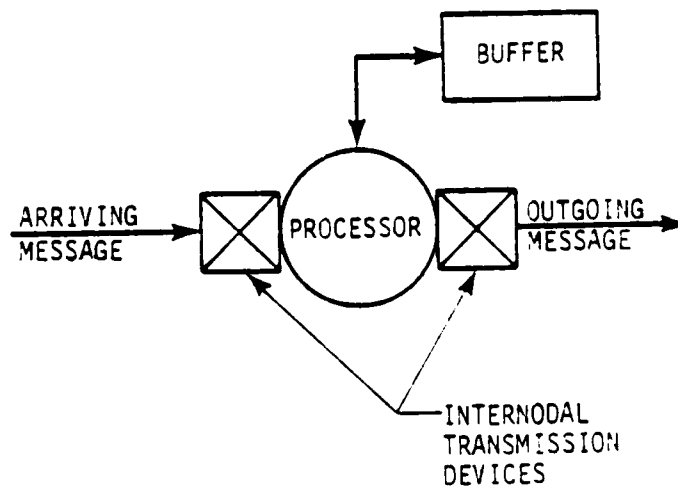 BUFFER
ARRIVING
MESSAGE
PROCESSOR
OUTGOING
MESSAGE
INTERNODAL
TRANSMISSION
DEVICES